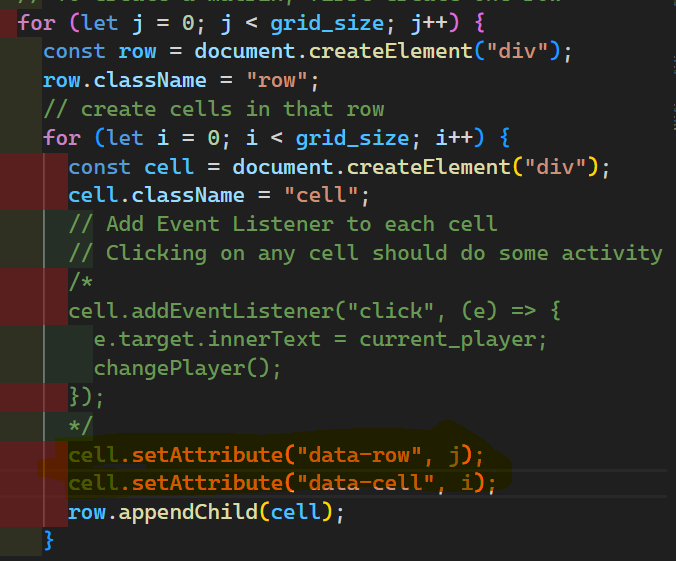 for (let j = 0; j < grid_size; j++) {
const row = document.createElement("div");
row.className = "row";
// create cells in that row
for (let i = 0; i < grid_size; i++) {
const cell = document.createElement("div");
cell.className = "cell";
// Add Event Listener to each cell
// Clicking on any cell should do some activity
/*
cell.addEventListener("click", (e) => {
e.target.innerText = current_player;
changePlayer();
});
*/
cell.setAttribute("data-row", j);
cell.setAttribute("data-cell", i);
row.appendChild(cell);
}